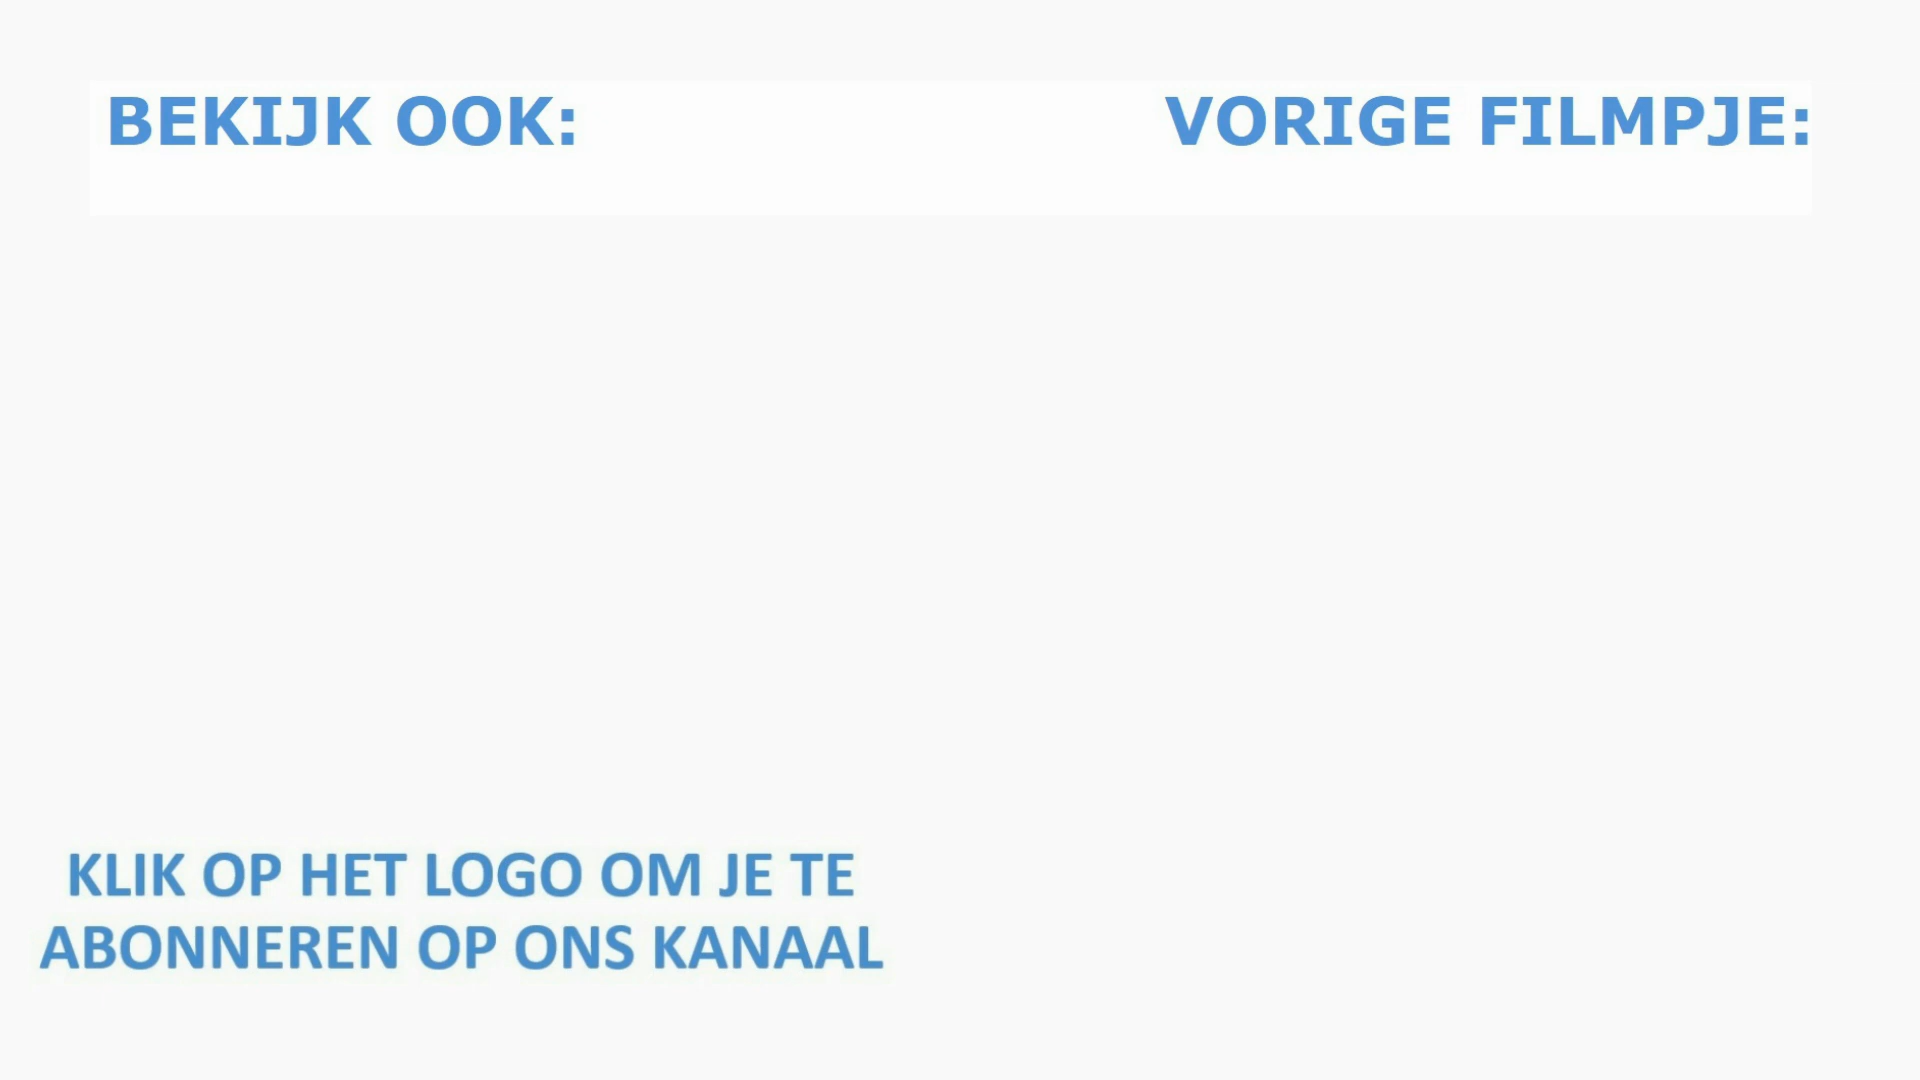 BEKIJK OOK:
VORIGE FILMPJE:
KLIK OP HET LOGO OM JE TE
ABONNEREN OP ONS KANAAL